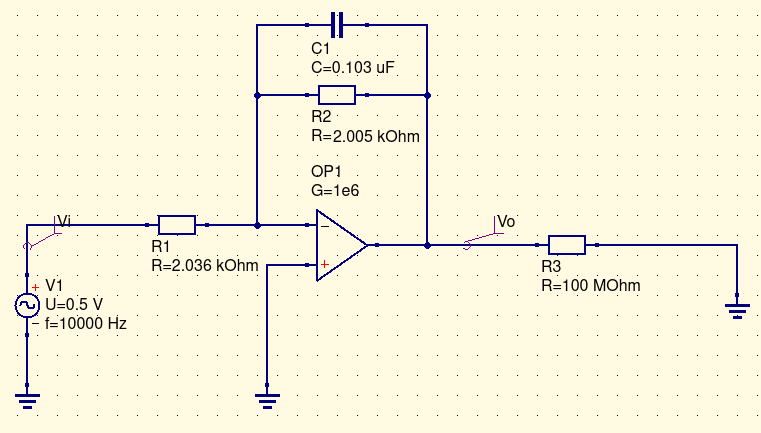 C1
C=0.103 uF
R2
R=2.005 kOhm
OP1
G=1e6
Vi
Vo
−
+
R1
R=2.036 kOhm
R3
R=100 MOhm
+
V1
U=0.5 V
− f=10000 Hz